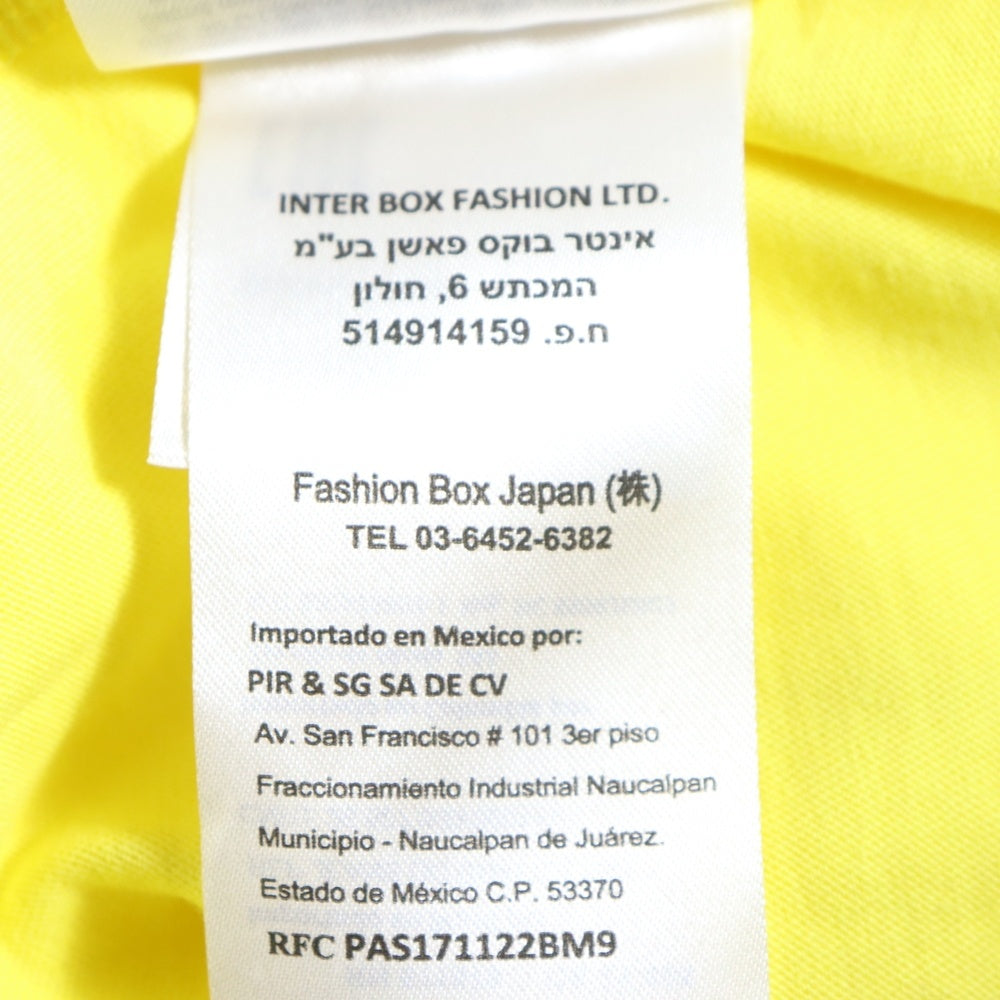 INTER BOX FASHION LTD.
אינטר בוקס פאשן בע"מ
המכתש 6, חולון
ח.פ. 514914159
Fashion Box Japan (株)
TEL 03-6452-6382
Importado en Mexico por:
PIR & SG SA DE CV
Av. San Francisco # 101 3er piso
Fraccionamiento Industrial Naucalpan
Municipio - Naucalpan de Juárez.
Estado de México C.P. 53370
RFC PAS171122BM9